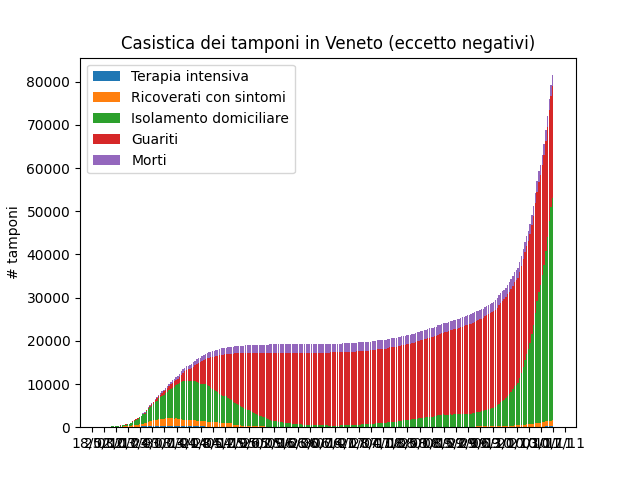 Casistica dei tamponi in Veneto (eccetto negativi)
Terapia intensiva
Ricoverati con sintomi
Isolamento domiciliare
Guariti
Morti
# tamponi
80000
70000
60000
50000
40000
30000
20000
10000
0